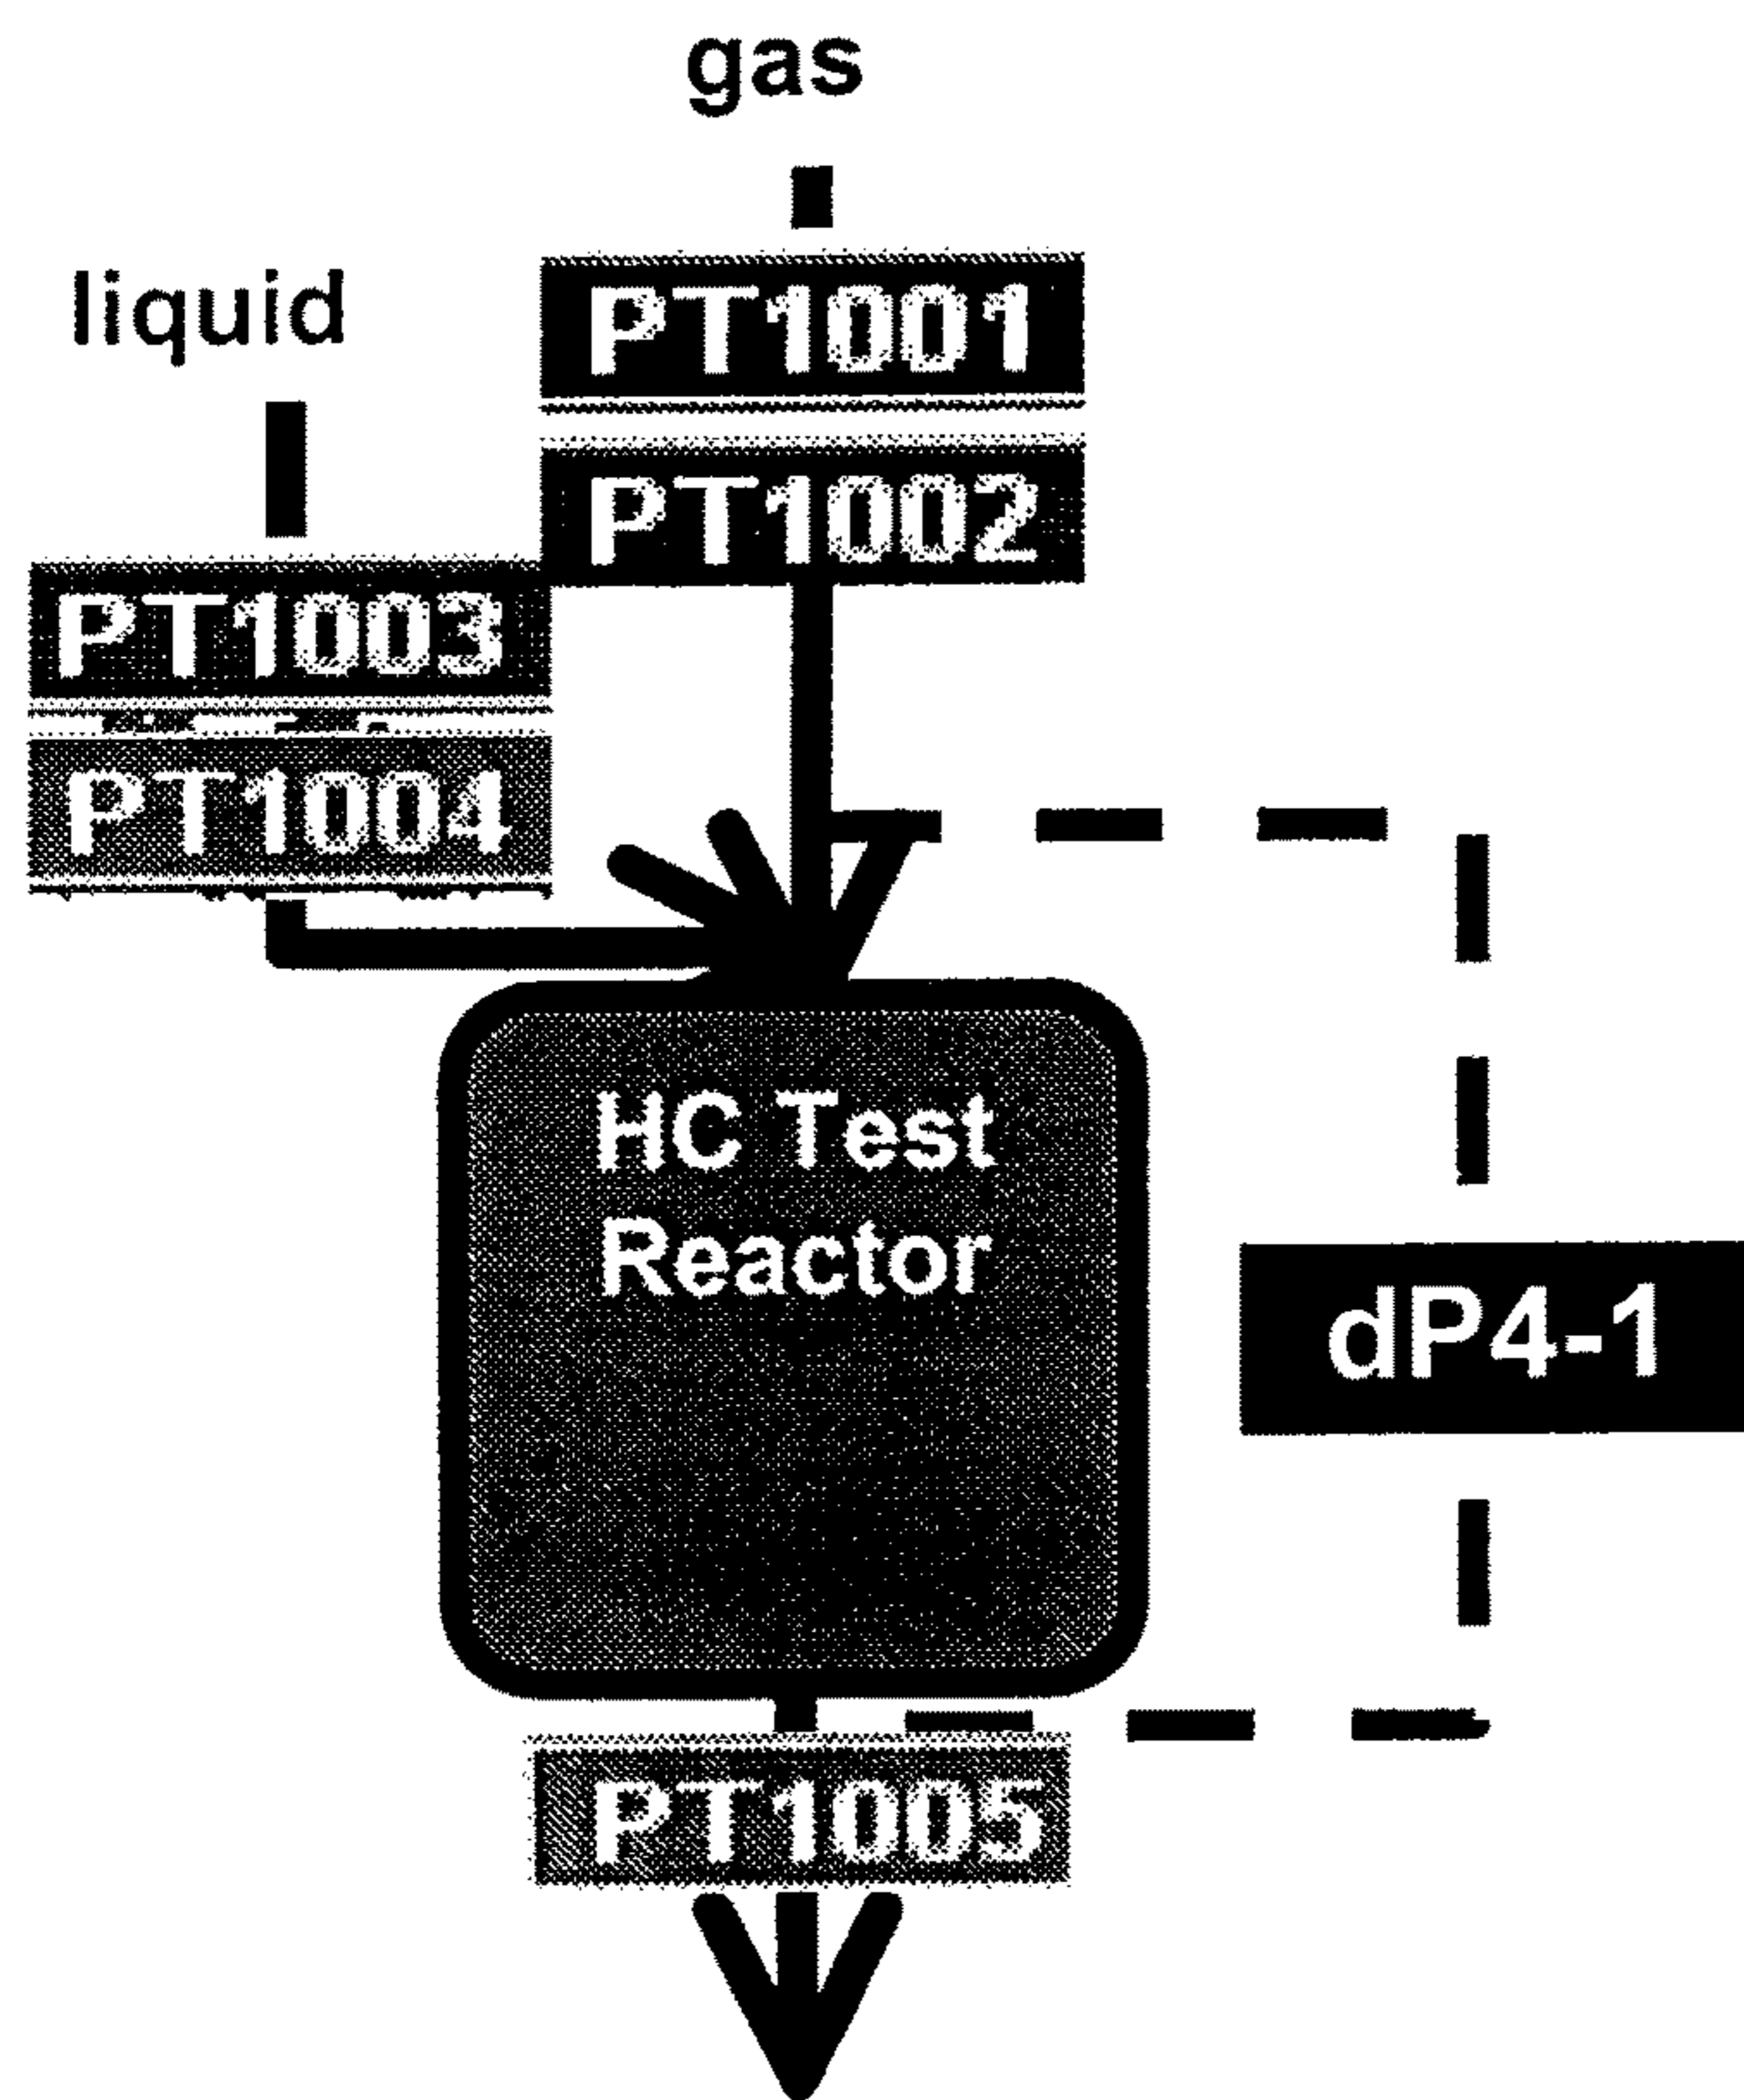 gas
liquid
PT1001
PT1002
PT1003
PT1004
HC Test
Reactor
dP4-1
PT1005